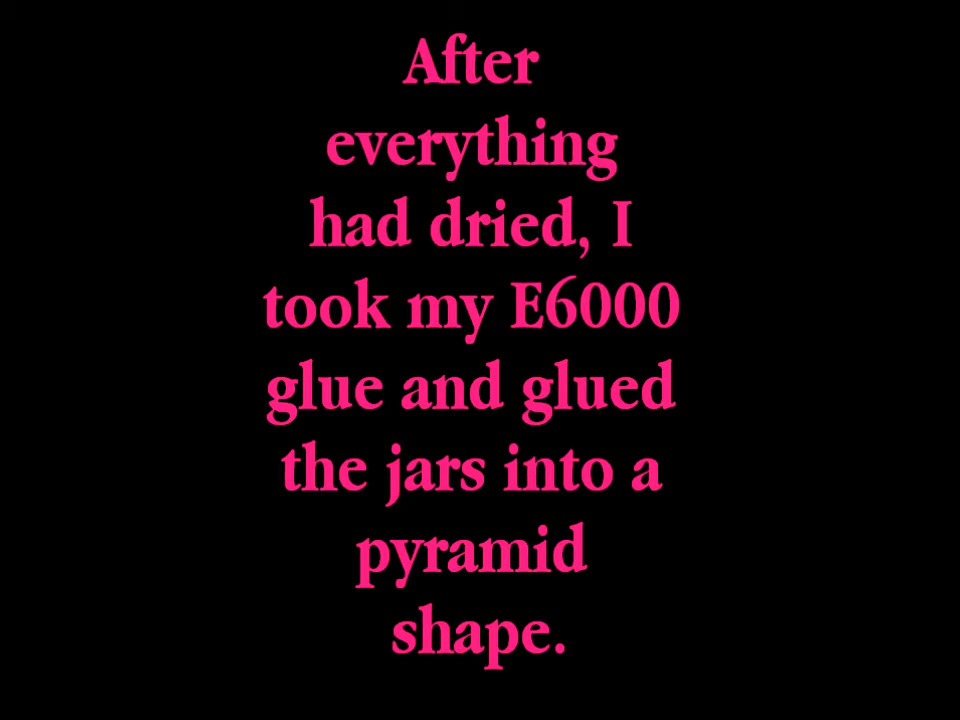 After
everything
had dried, I
took my E6000
glue and glued
the jars into a
pyramid
shape.